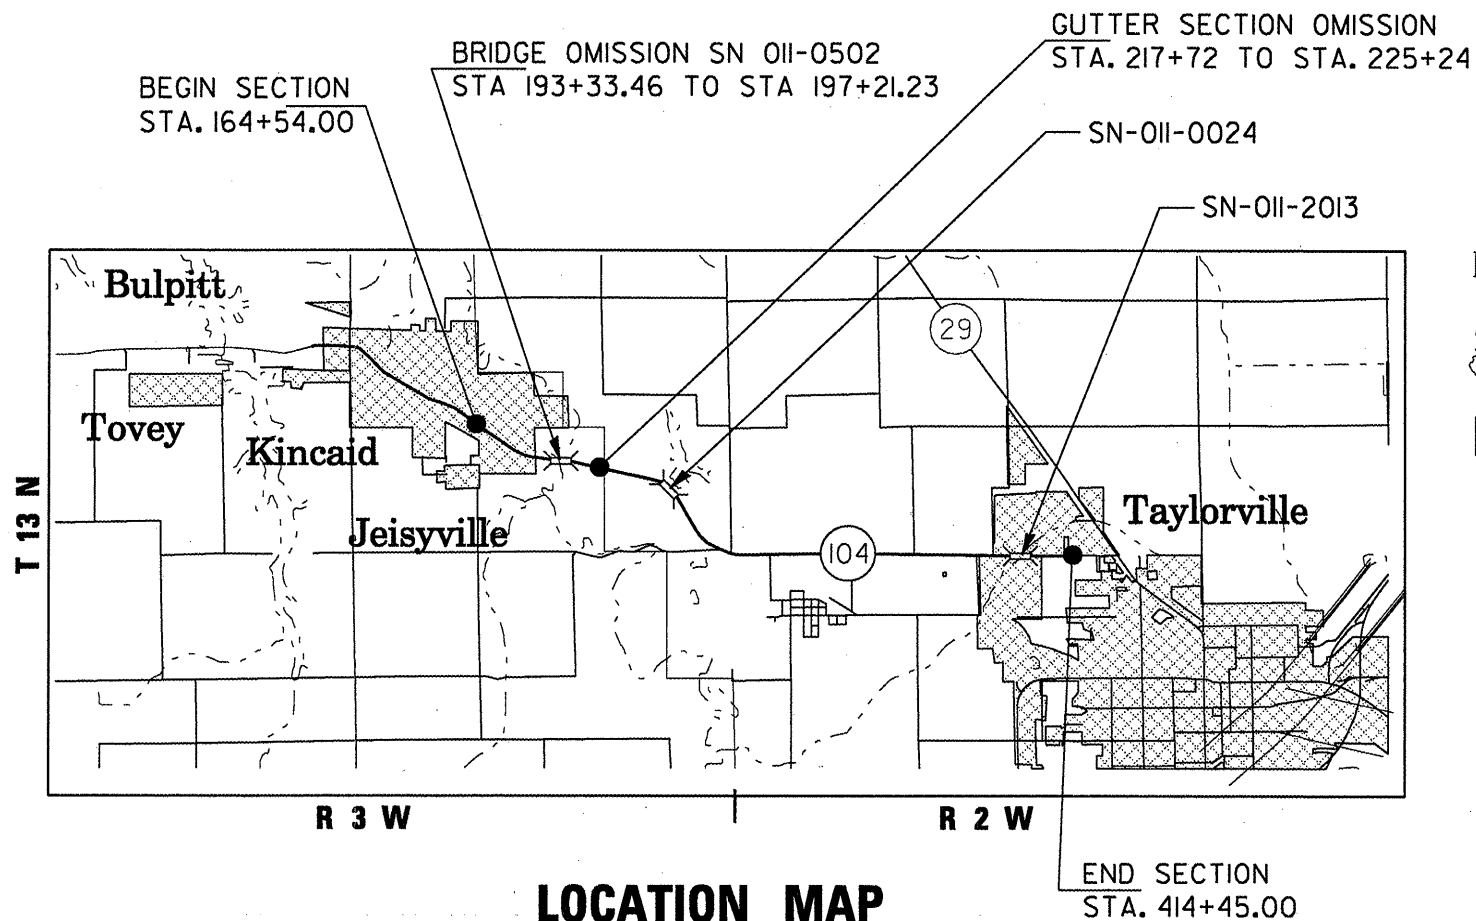 GUTTER SECTION OMISSION
STA. 217+72 TO STA. 225+24
BRIDGE OMISSION SN 011-0502
STA 193+33.46 TO STA 197+21.23
BEGIN SECTION
STA. 164+54.00
SN-011-0024
SN-011-2013
Bulpitt
29
Tovey
Kincaid
Jeisyville
Taylorville
T 13 N
104
R 3 W
R 2 W
END SECTION
STA. 414+45.00
LOCATION MAP